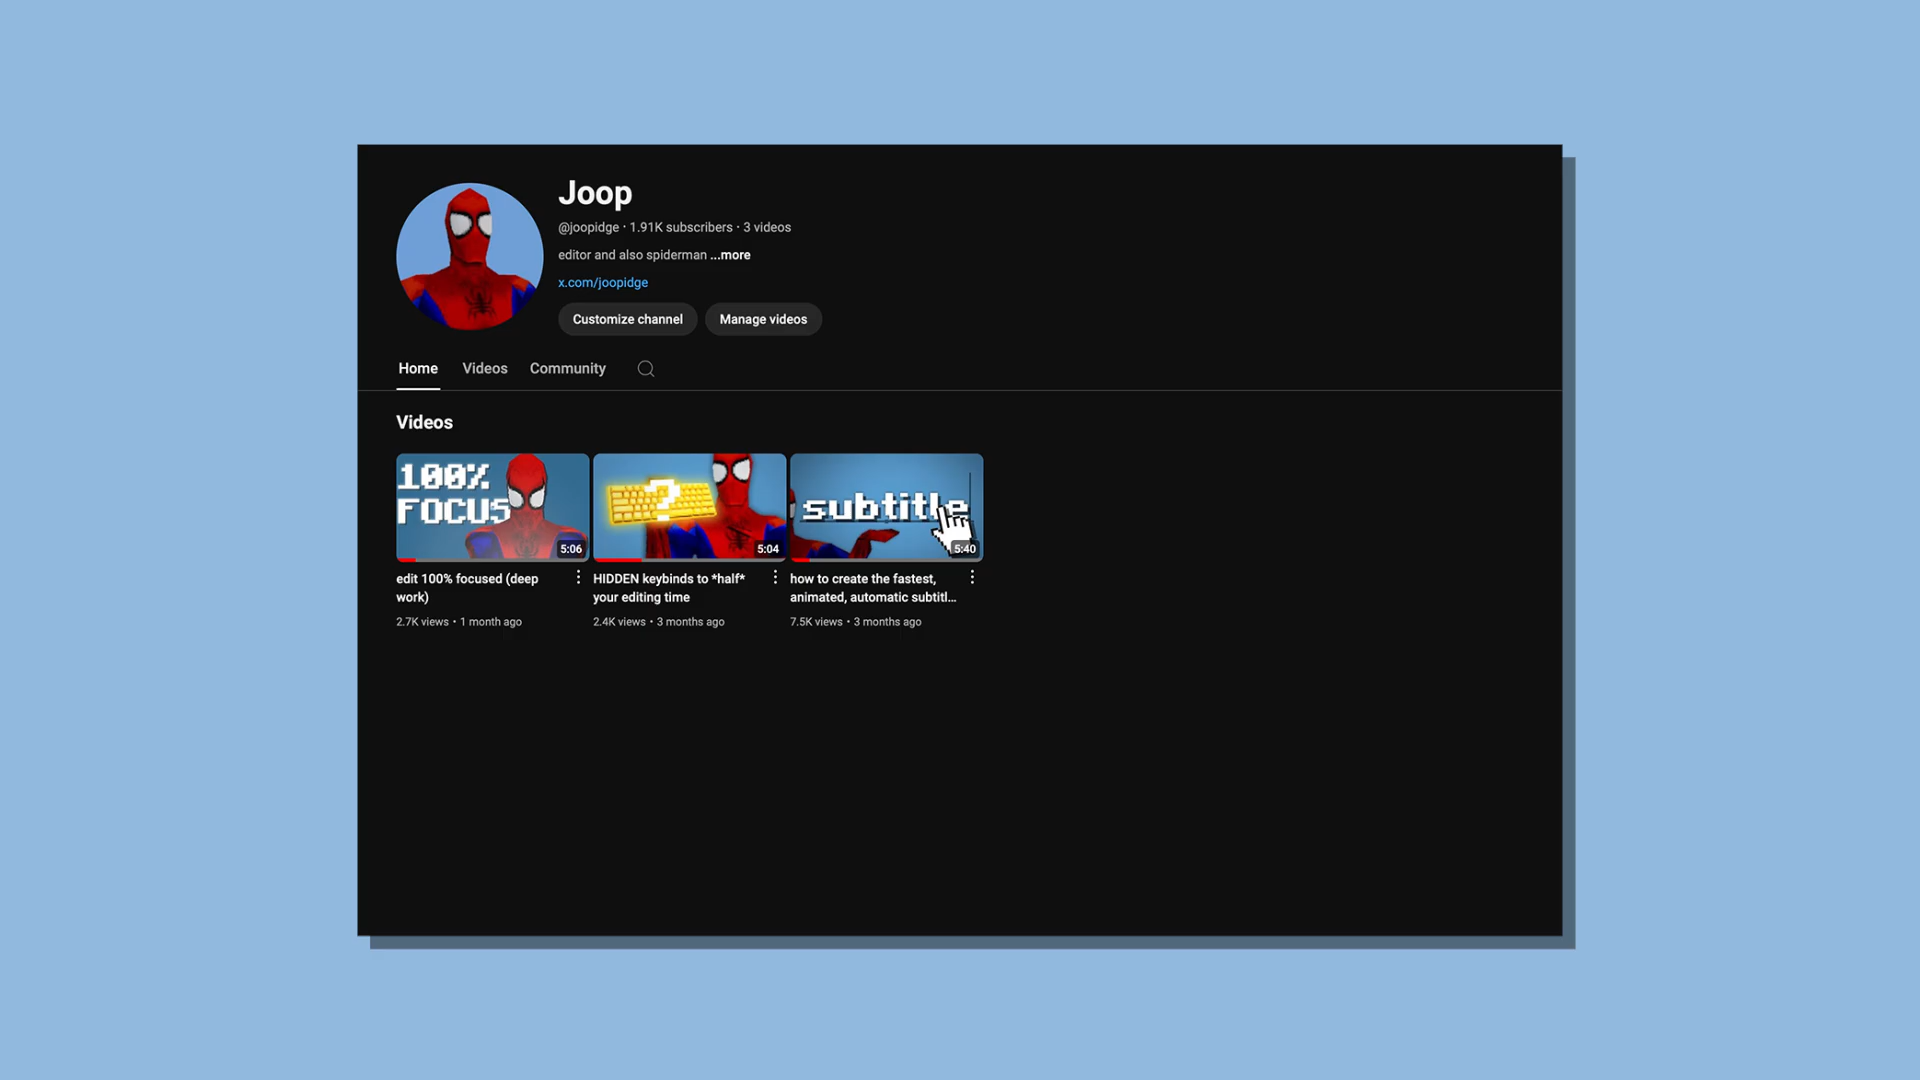 Joop
@joopidge · 1.91K subscribers · 3 videos
editor and also spiderman ...more
x.com/joopidge
Customize channel
Manage videos
Home
Videos
Community
Videos
100%
FOCUS
5:06
?
5:04
subtitle
5:40
edit 100% focused (deep
work)
2.7K views • 1 month ago
HIDDEN keybinds to *half*
your editing time
2.4K views • 3 months ago
how to create the fastest,
animated, automatic subtitl...
7.5K views • 3 months ago